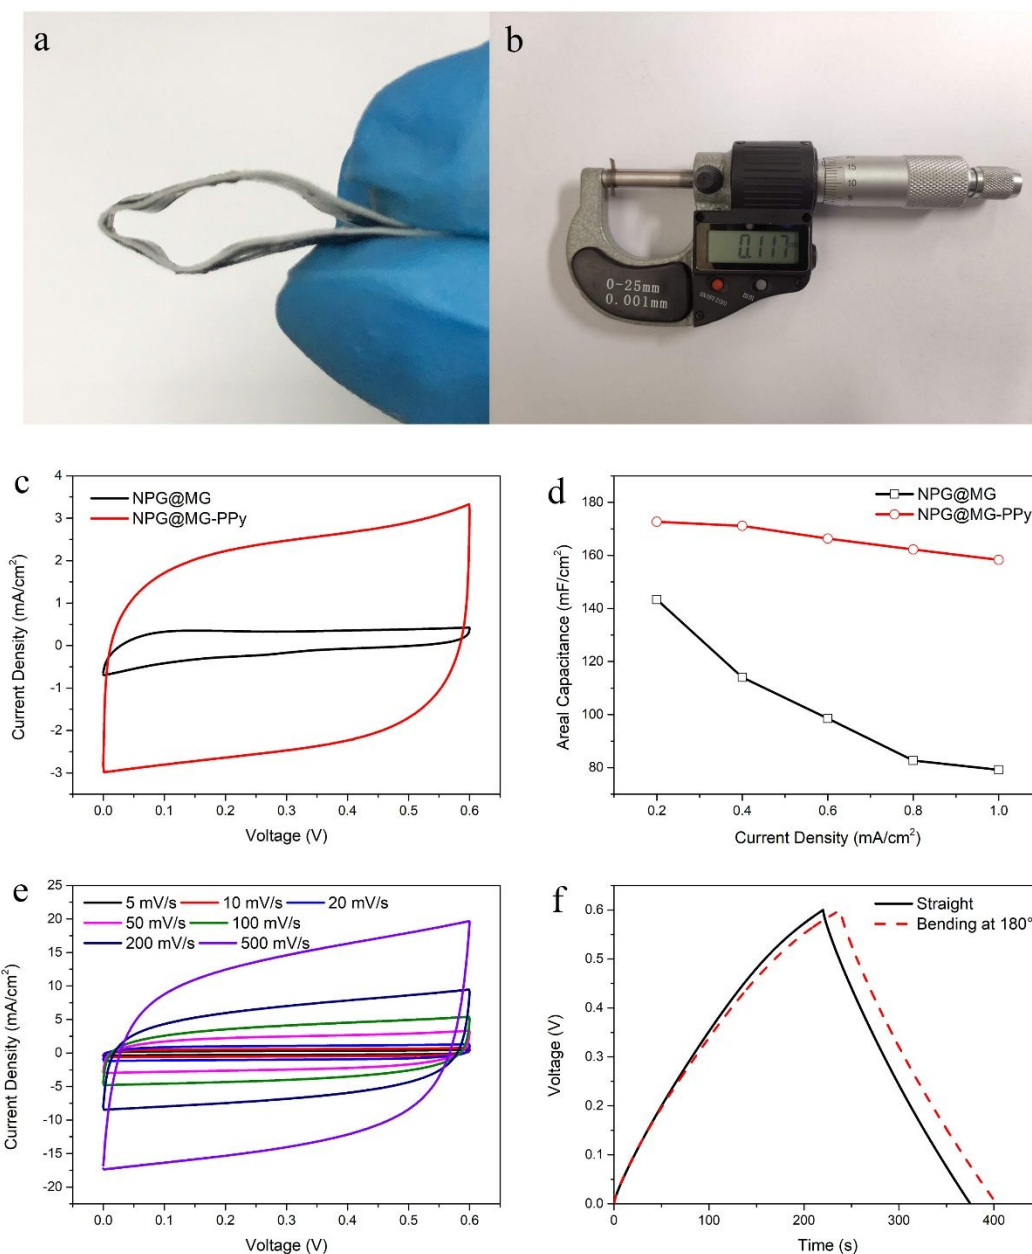 a
b
15
10
0.117
0-25mm
0.001mm
c
NPG@MG
NPG@MG-PPy
Current Density (mA/cm²)
4
3
2
1
0
-1
-2
-3
0.0 0.1 0.2 0.3 0.4 0.5 0.6
Voltage (V)
d
NPG@MG
NPG@MG-PPy
Areal Capacitance (mF/cm²)
180
160
140
120
100
80
0.2 0.4 0.6 0.8 1.0
Current Density (mA/cm²)
e
5 mV/s 10 mV/s 20 mV/s
50 mV/s 100 mV/s
200 mV/s 500 mV/s
Current Density (mA/cm²)
25
20
15
10
5
0
-5
-10
-15
-20
0.0 0.1 0.2 0.3 0.4 0.5 0.6
Voltage (V)
f
Straight
Bending at 180°
Voltage (V)
0.6
0.5
0.4
0.3
0.2
0.1
0.0
0 100 200 300 400
Time (s)